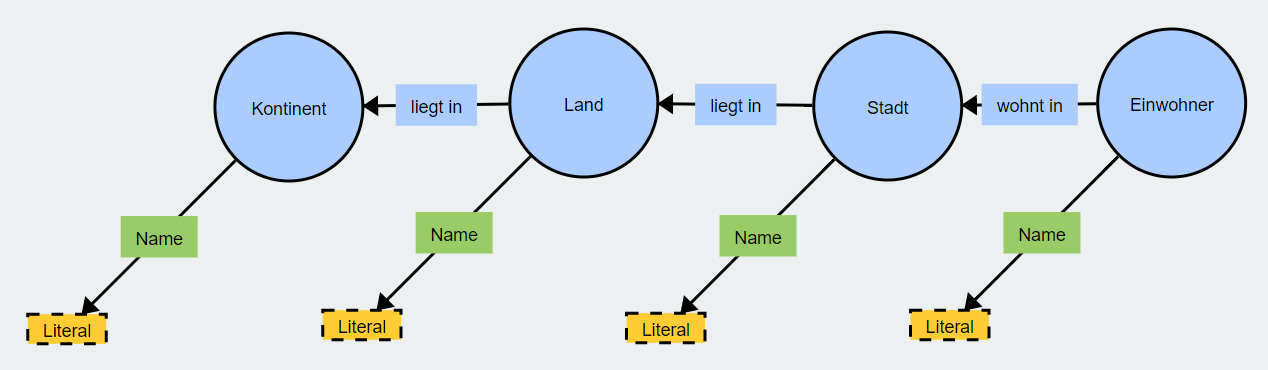 Kontinent
liegt in
Land
liegt in
Stadt
wohnt in
Einwohner
Name
Name
Name
Name
Literal
Literal
Literal
Literal